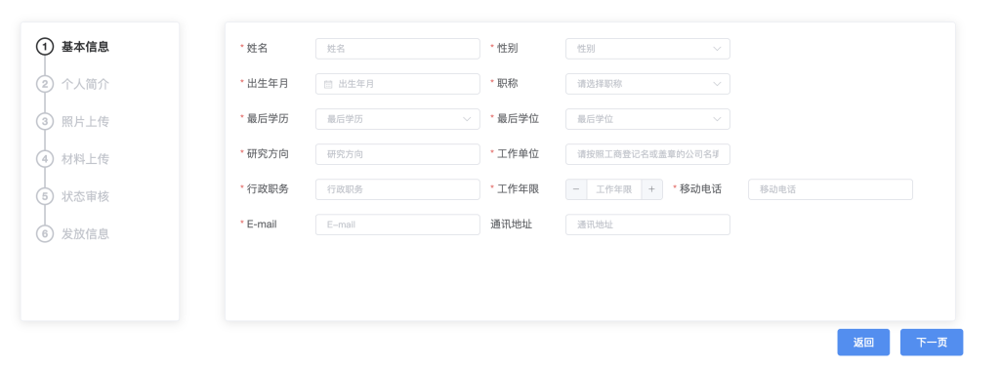 1 基本信息
2 个人简介
3 照片上传
4 材料上传
5 状态审核
6 发放信息
* 姓名 姓名 * 性别 性别
* 出生年月 出生年月 * 职称 请选择职称
* 最后学历 最后学历 * 最后学位 最后学位
* 研究方向 研究方向 * 工作单位 请按照工商登记名或盖章的公司名填
* 行政职务 行政职务 * 工作年限 − 工作年限 + * 移动电话 移动电话
* E-mail E-mail 通讯地址 通讯地址
返回 下一页